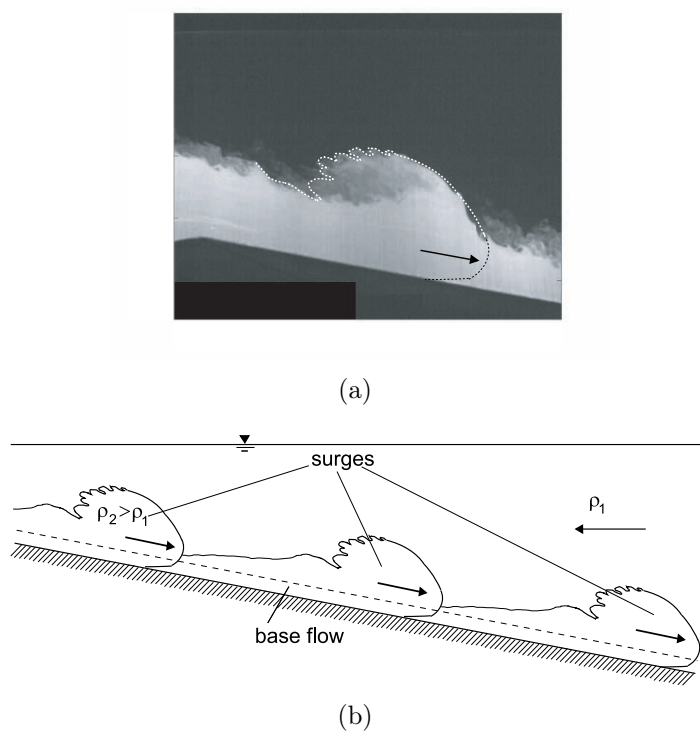 (a)
surges
ρ₂>ρ₁
ρ₁
base flow
(b)